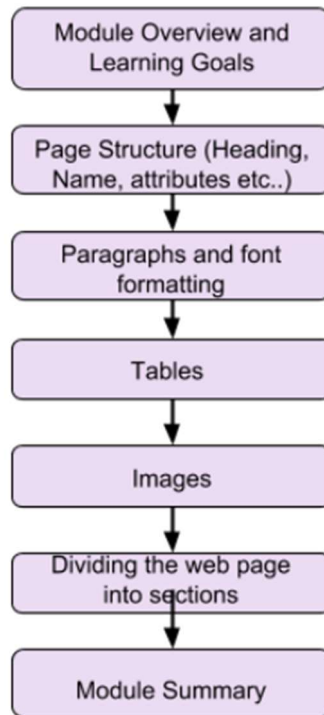 Module Overview and
Learning Goals
Page Structure (Heading,
Name, attributes etc..)
Paragraphs and font
formatting
Tables
Images
Dividing the web page
into sections
Module Summary